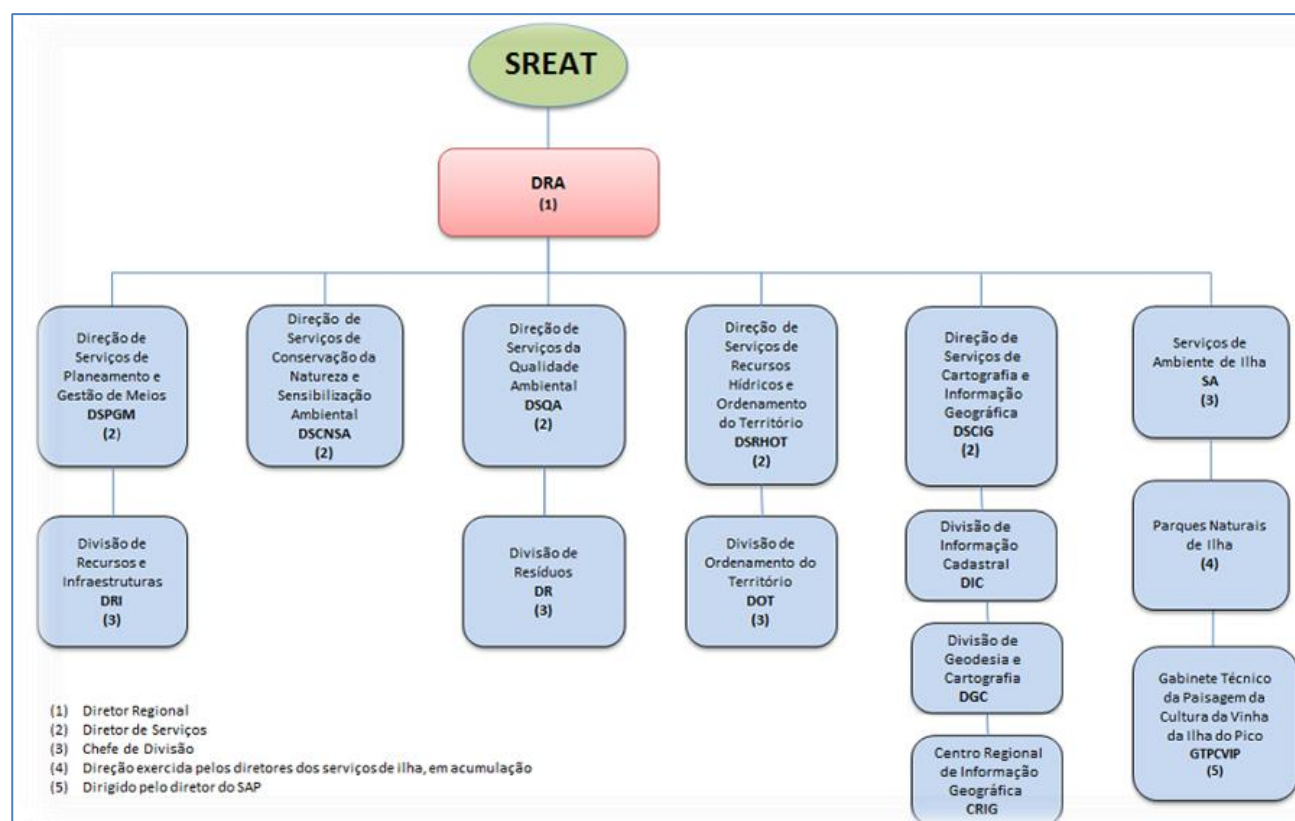 SREAT
DRA
(1)
Direção de
Serviços de
Planeamento e
Gestão de Meios
DSPGM
(2)
Direção de
Serviços de
Conservação da
Natureza e
Sensibilização
Ambiental
DSCNSA
(2)
Direção de
Serviços da
Qualidade
Ambiental
DSQA
(2)
Direção de
Serviços de
Recursos
Hídricos e
Ordenamento
do Território
DSRHOT
(2)
Direção de
Serviços de
Cartografia e
Informação
Geográfica
DSCIG
(2)
Serviços de
Ambiente de Ilha
SA
(3)
Divisão de
Recursos e
Infraestruturas
DRI
(3)
Divisão de
Resíduos
DR
(3)
Divisão de
Ordenamento do
Território
DOT
(3)
Divisão de
Informação
Cadastral
DIC
Parques Naturais
de Ilha
(4)
Divisão de
Geodesia e
Cartografia
DGC
Gabinete Técnico
da Paisagem da
Cultura da Vinha
da Ilha do Pico
GTPCVIP
(5)
Centro Regional
de Informação
Geográfica
CRIG
(1) Diretor Regional
(2) Diretor de Serviços
(3) Chefe de Divisão
(4) Direção exercida pelos diretores dos serviços de ilha, em acumulação
(5) Dirigido pelo diretor do SAP